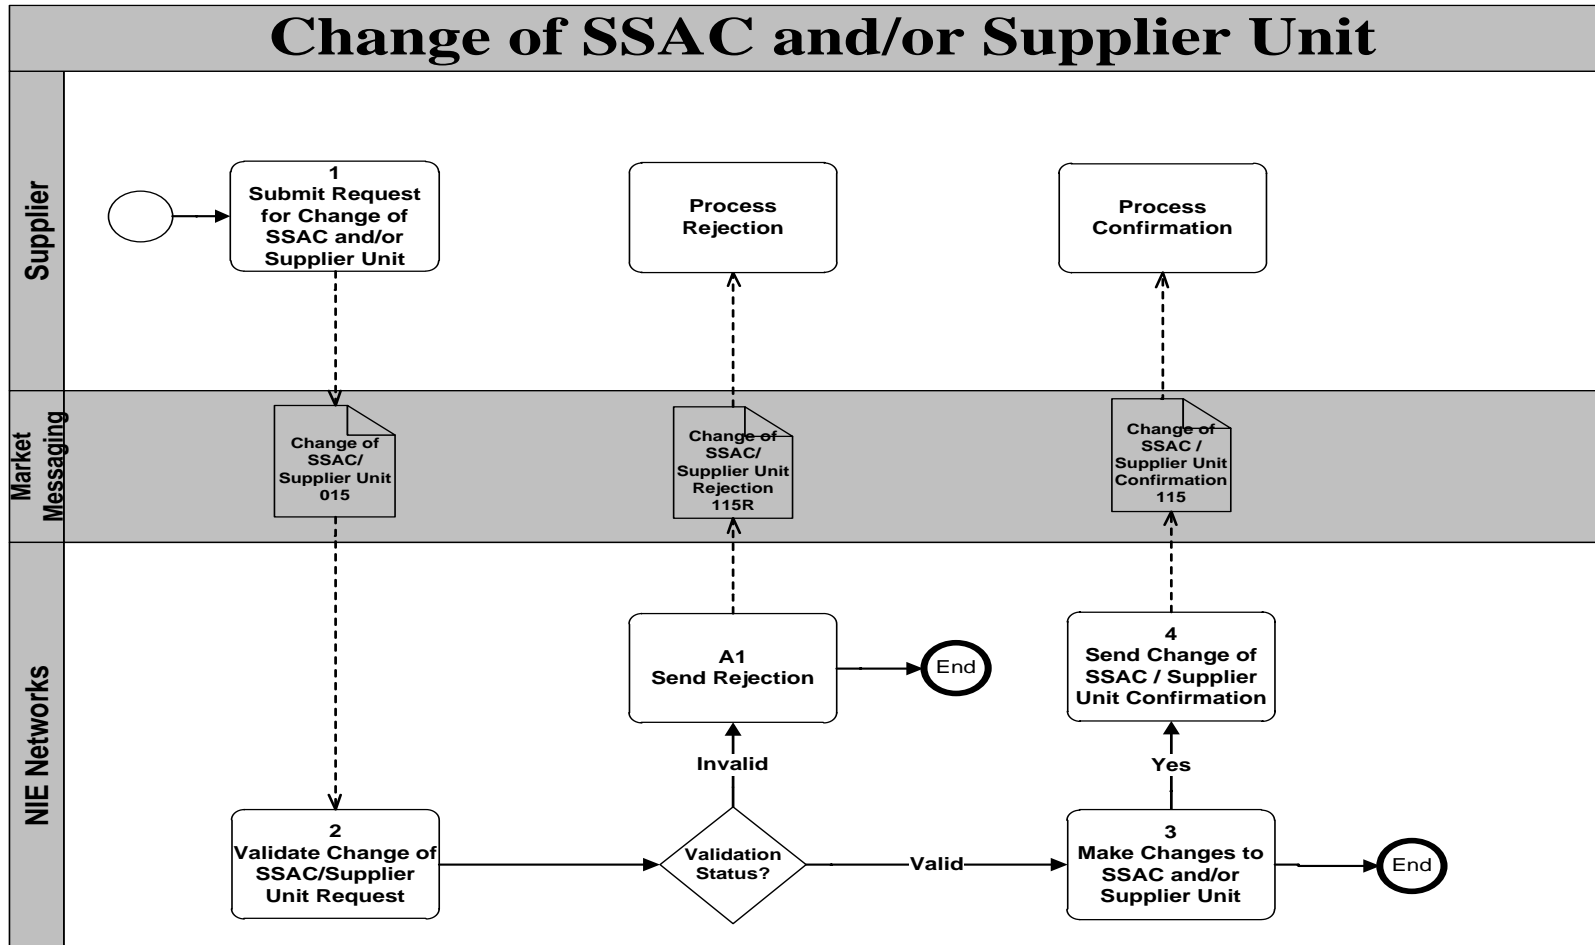 Change of SSAC and/or Supplier Unit
Supplier
1
Submit Request
for Change of
SSAC and/or
Supplier Unit
Process
Rejection
Process
Confirmation
Market
Messaging
Change of
SSAC/
Supplier Unit
015
Change of
SSAC/
Supplier Unit
Rejection
115R
Change of
SSAC /
Supplier Unit
Confirmation
115
NIE Networks
A1
Send Rejection
End
4
Send Change of
SSAC / Supplier
Unit Confirmation
Invalid
Yes
2
Validate Change of
SSAC/Supplier
Unit Request
Validation
Status?
Valid
3
Make Changes to
SSAC and/or
Supplier Unit
End